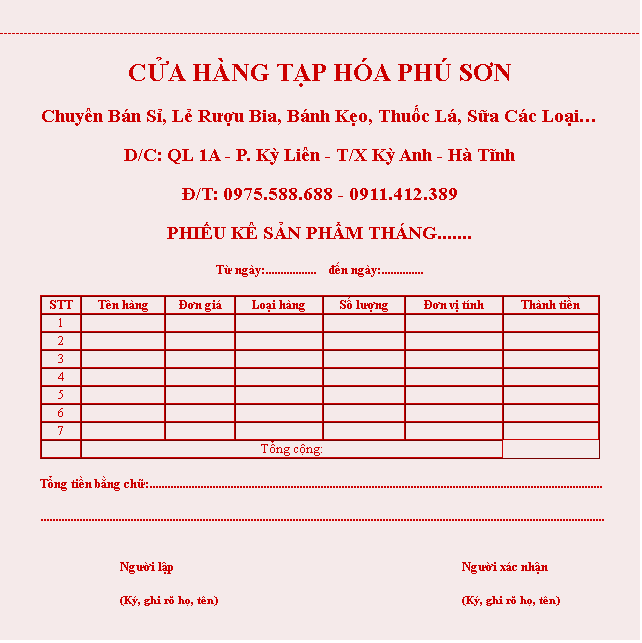 CỬA HÀNG TẠP HÓA PHÚ SƠN
Chuyên Bán Sỉ, Lẻ Rượu Bia, Bánh Kẹo, Thuốc Lá, Sữa Các Loại...
D/C: QL 1A - P. Kỳ Liên - T/X Kỳ Anh - Hà Tĩnh
Đ/T: 0975.588.688 - 0911.412.389
PHIẾU KÊ SẢN PHẨM THÁNG.......
Từ ngày:................. đến ngày:..............
STT Tên hàng Đơn giá Loại hàng Số lượng Đơn vị tính Thành tiền
1
2
3
4
5
6
7
Tổng cộng:
Tổng tiền bằng chữ:.......................................................................................................................................................
............................................................................................................................................................................................
Người lập Người xác nhận
(Ký, ghi rõ họ, tên) (Ký, ghi rõ họ, tên)